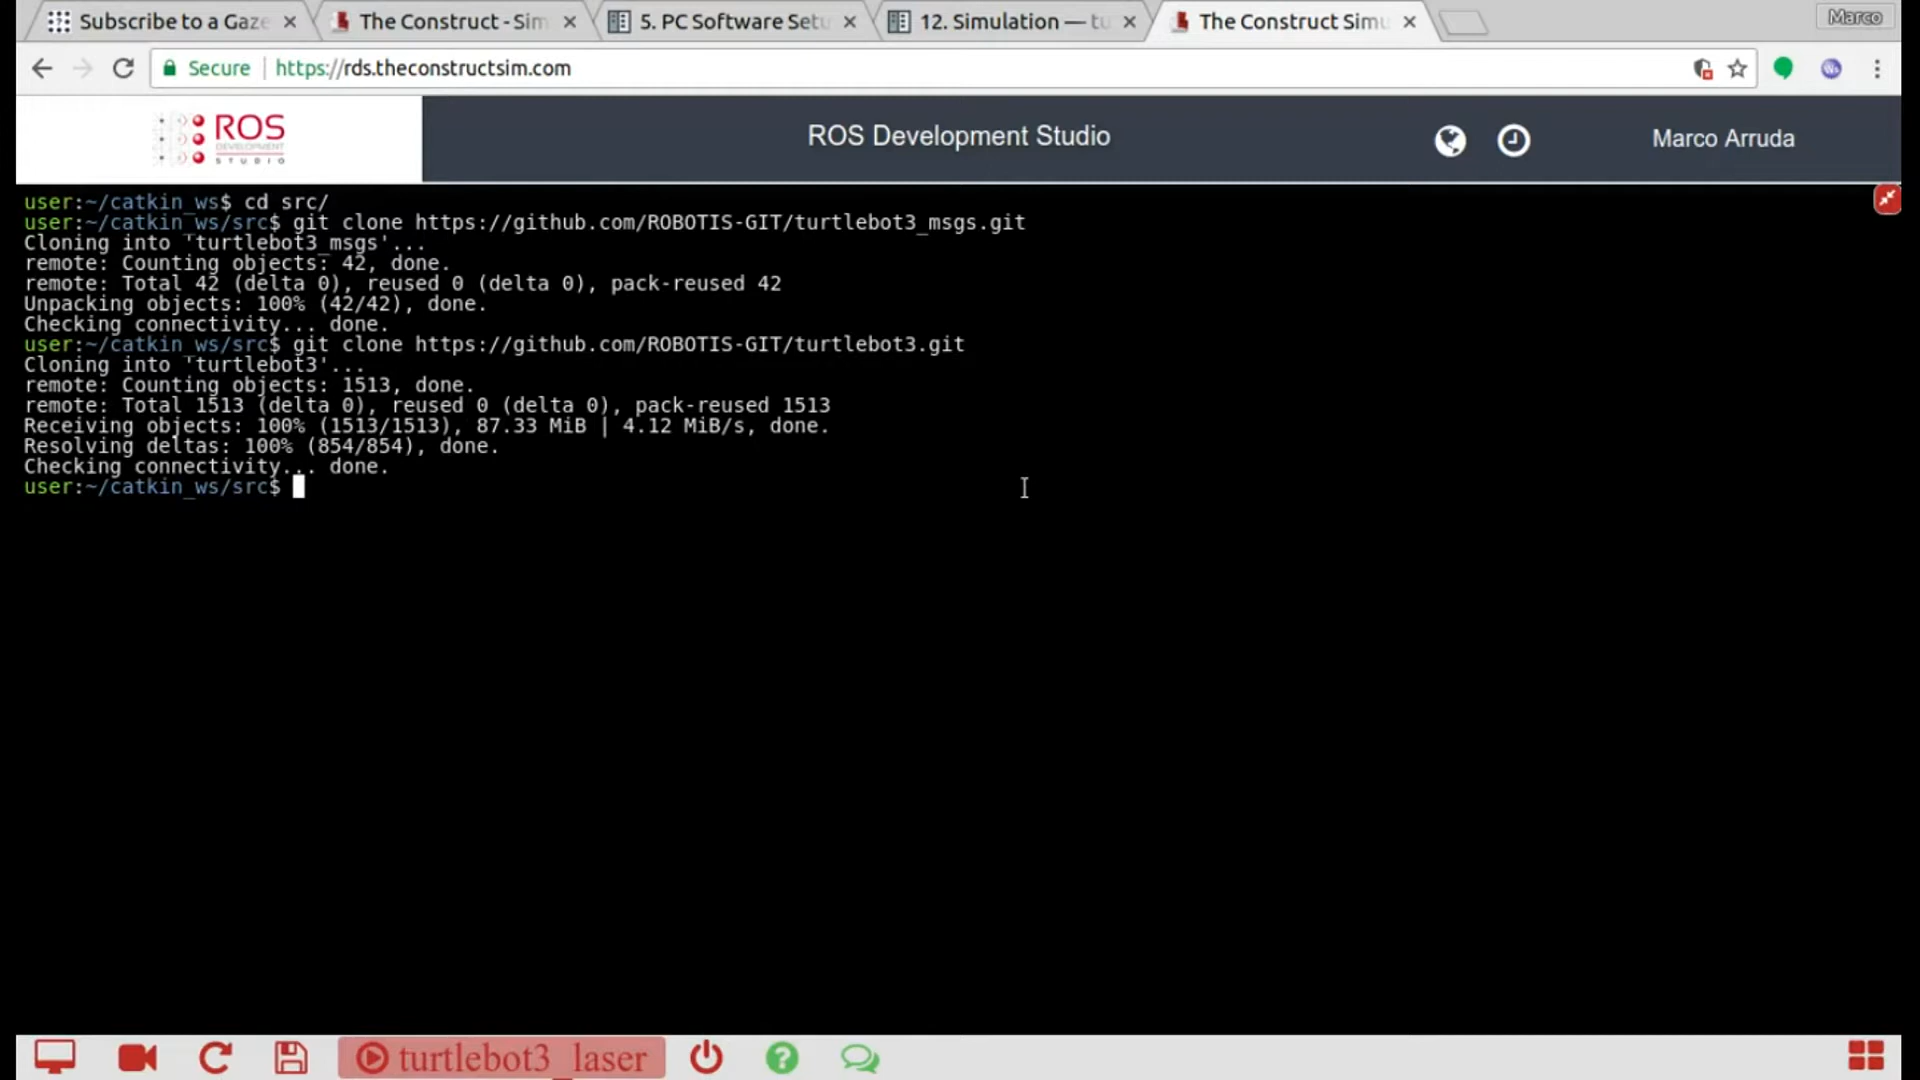 Subscribe to a Gaze
The Construct - Sim
5. PC Software Setu
12. Simulation — tu
The Construct Simu
Marco
Secure
https://rds.theconstructsim.com
ROS
DEVELOPMENT
STUDIO
ROS Development Studio
Marco Arruda
user:~/catkin_ws$ cd src/
user:~/catkin_ws/src$ git clone https://github.com/ROBOTIS-GIT/turtlebot3_msgs.git
Cloning into 'turtlebot3_msgs'...
remote: Counting objects: 42, done.
remote: Total 42 (delta 0), reused 0 (delta 0), pack-reused 42
Unpacking objects: 100% (42/42), done.
Checking connectivity... done.
user:~/catkin_ws/src$ git clone https://github.com/ROBOTIS-GIT/turtlebot3.git
Cloning into 'turtlebot3'...
remote: Counting objects: 1513, done.
remote: Total 1513 (delta 0), reused 0 (delta 0), pack-reused 1513
Receiving objects: 100% (1513/1513), 87.33 MiB | 4.12 MiB/s, done.
Resolving deltas: 100% (854/854), done.
Checking connectivity... done.
user:~/catkin_ws/src$
turtlebot3_laser